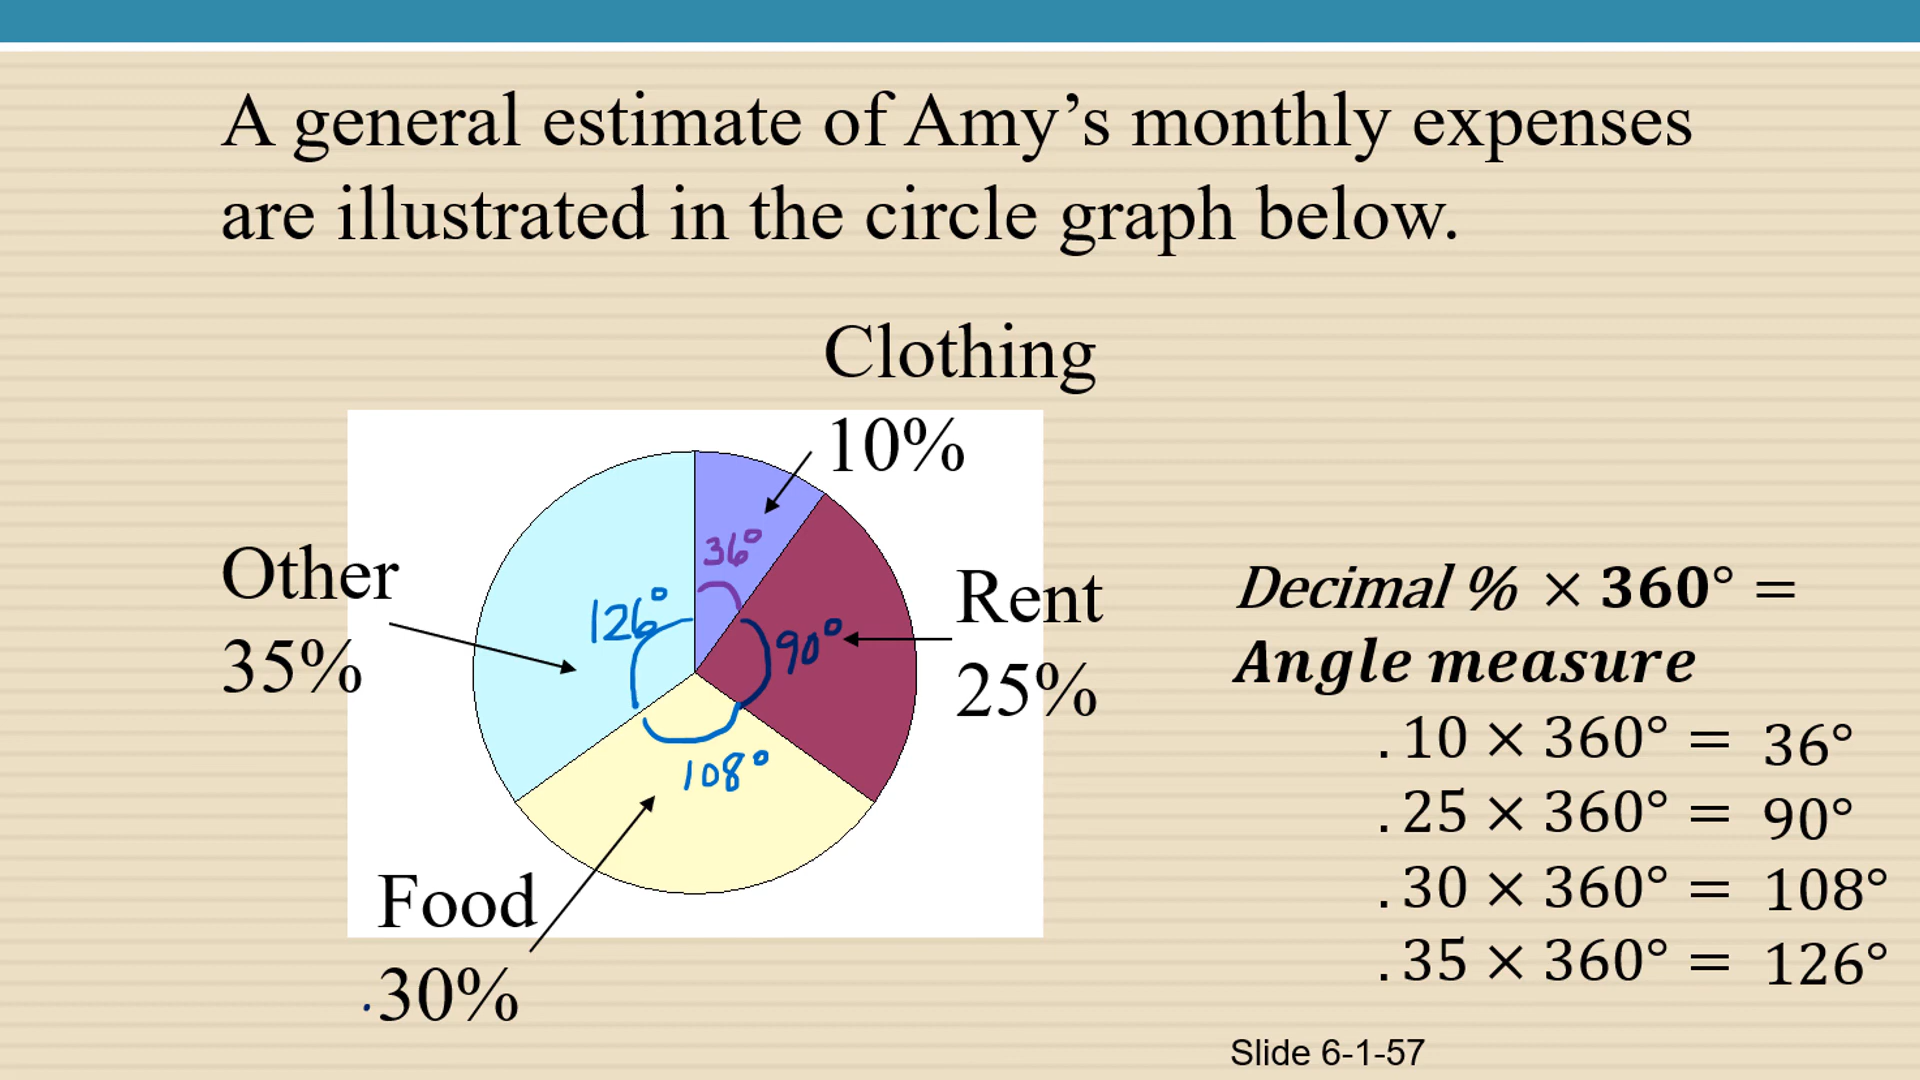 A general estimate of Amy’s monthly expenses
are illustrated in the circle graph below.
Clothing
10%
36°
Other
35%
126°
90°
Rent
25%
108°
Food
.30%
Decimal % × 360° =
Angle measure
.10 × 360° = 36°
.25 × 360° = 90°
.30 × 360° = 108°
.35 × 360° = 126°
Slide 6-1-57